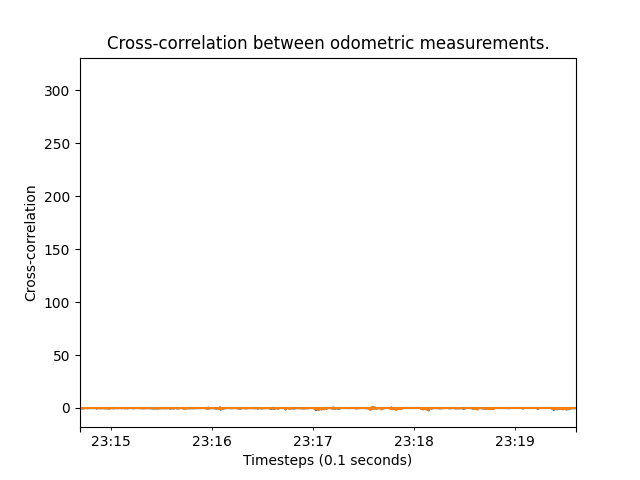 Cross-correlation between odometric measurements.
300
250
200
150
100
50
0
Cross-correlation
23:15 23:16 23:17 23:18 23:19
Timesteps (0.1 seconds)